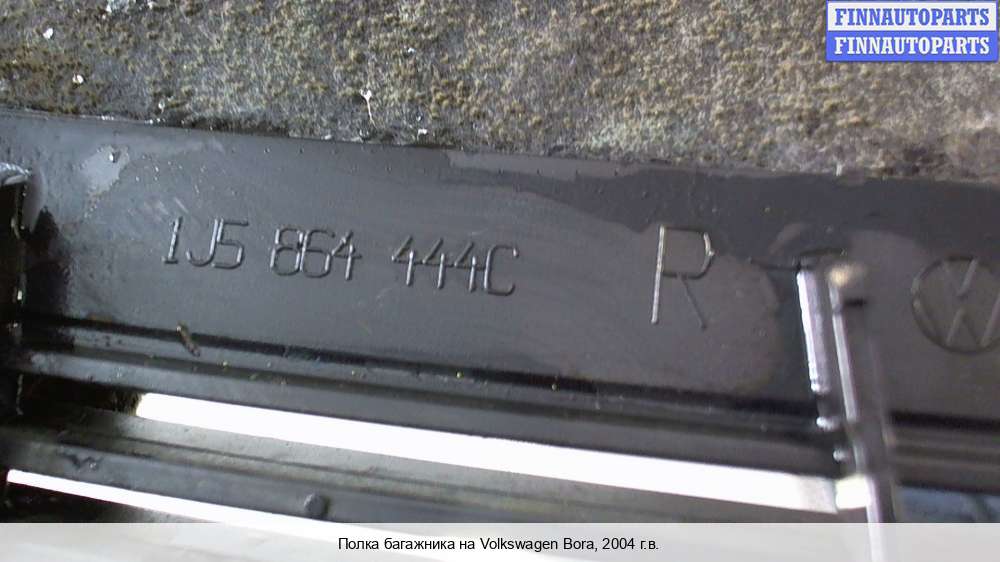 FINNAUTOPARTS
FINNAUTOPARTS
1J5 864 444C R
Полка багажника на Volkswagen Bora, 2004 г.в.